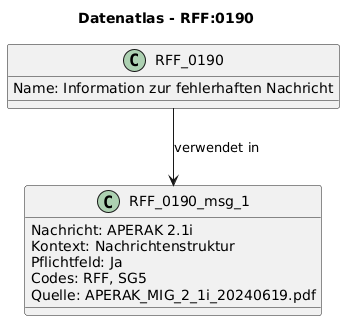 Datenatlas - RFF:0190
C RFF_0190
Name: Information zur fehlerhaften Nachricht
verwendet in
C RFF_0190_msg_1
Nachricht: APERAK 2.1i
Kontext: Nachrichtenstruktur
Pflichtfeld: Ja
Codes: RFF, SG5
Quelle: APERAK_MIG_2_1i_20240619.pdf